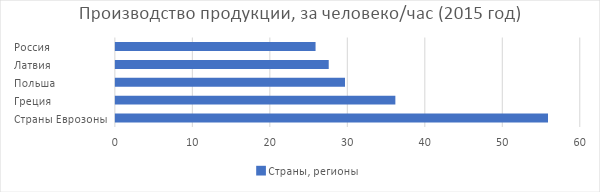 Производство продукции, за человеко/час (2015 год)
Россия
Латвия
Польша
Греция
Страны Еврозоны
0 10 20 30 40 50 60
Страны, регионы